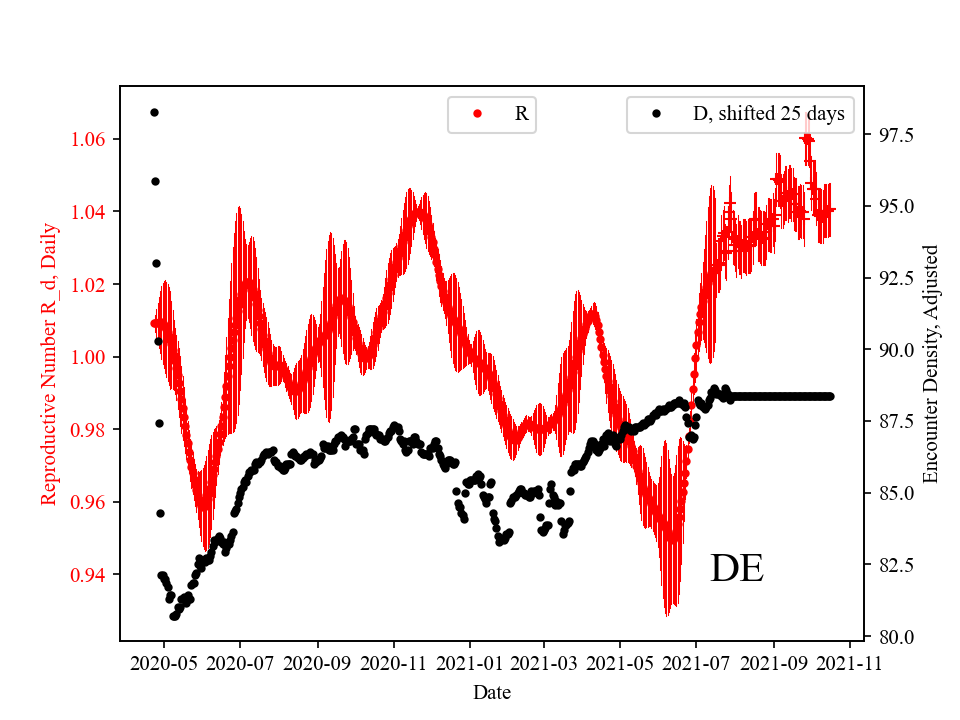 R
D, shifted 25 days
1.06
1.04
1.02
1.00
0.98
0.96
0.94
Reproductive Number R_d, Daily
97.5
95.0
92.5
90.0
87.5
85.0
82.5
80.0
Encounter Density, Adjusted
DE
2020-05 2020-07 2020-09 2020-11 2021-01 2021-03 2021-05 2021-07 2021-09 2021-11
Date